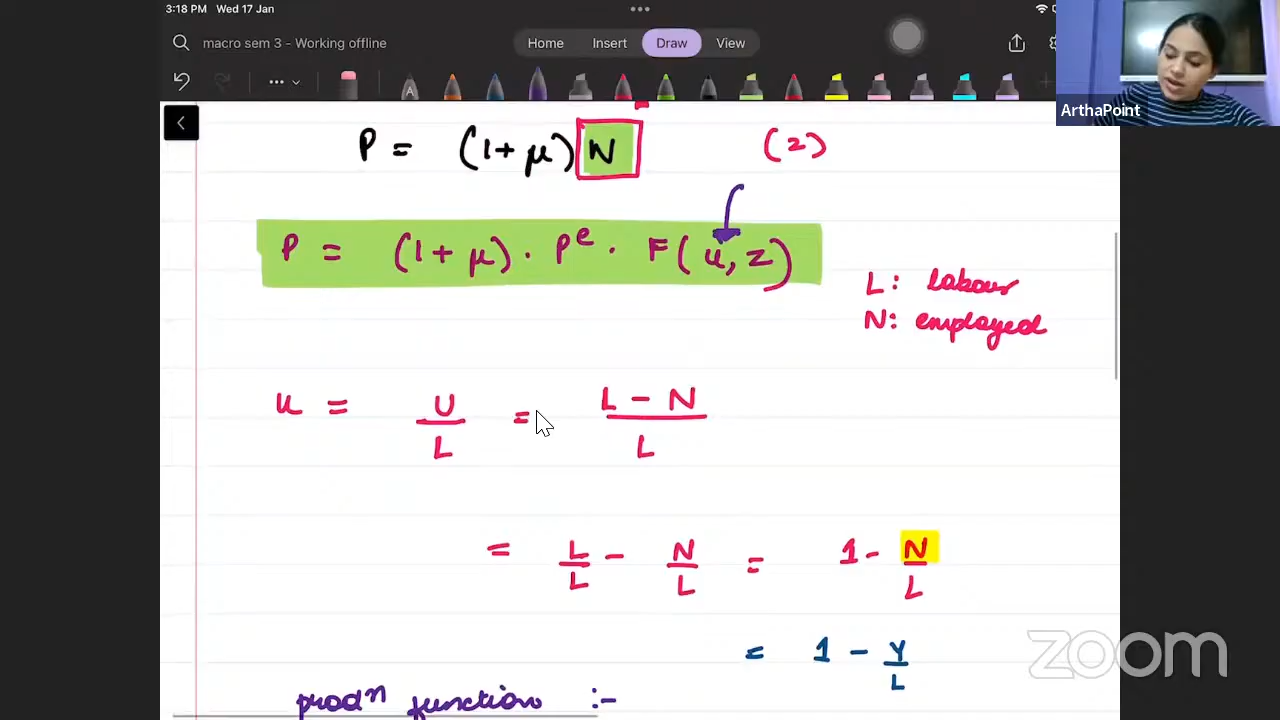 3:18 PM Wed 17 Jan
macro sem 3 - Working offline
Home Insert Draw View
ArthaPoint
P = (1+ μ) N (2)
P = (1+ μ) . Pᵉ . F(u, z)
L: labour
N: employed
u = U/L = L - N/L
= L/L - N/L = 1 - N/L
= 1 - Y/L
prodⁿ function :-
zoom